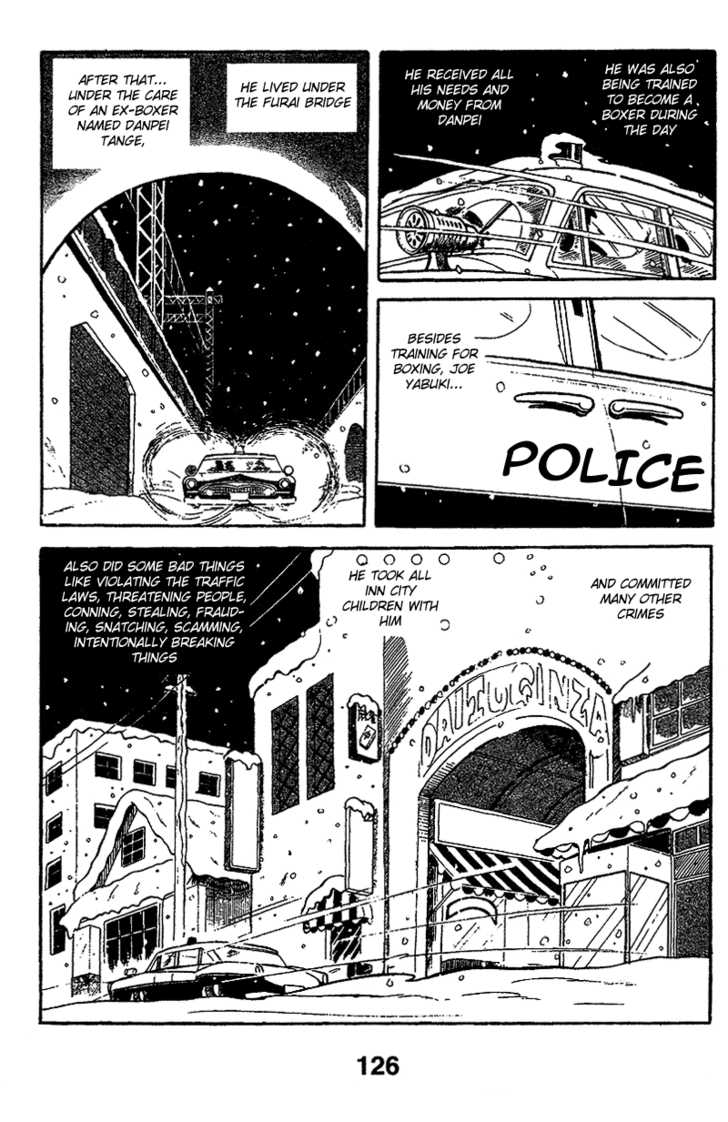 AFTER THAT...
UNDER THE CARE
OF AN EX-BOXER
NAMED DANPEI
TANGE,
HE LIVED UNDER
THE FURAI BRIDGE
HE RECEIVED ALL
HIS NEEDS AND
MONEY FROM
DANPEI
HE WAS ALSO
BEING TRAINED
TO BECOME A
BOXER DURING
THE DAY
BESIDES
TRAINING FOR
BOXING, JOE
YABUKI...
POLICE
ALSO DID SOME BAD THINGS
LIKE VIOLATING THE TRAFFIC
LAWS, THREATENING PEOPLE,
CONNING, STEALING, FRAUD-
ING, SNATCHING, SCAMMING,
INTENTIONALLY BREAKING
THINGS
HE TOOK ALL
INN CITY
CHILDREN WITH
HIM
AND COMMITTED
MANY OTHER
CRIMES
126